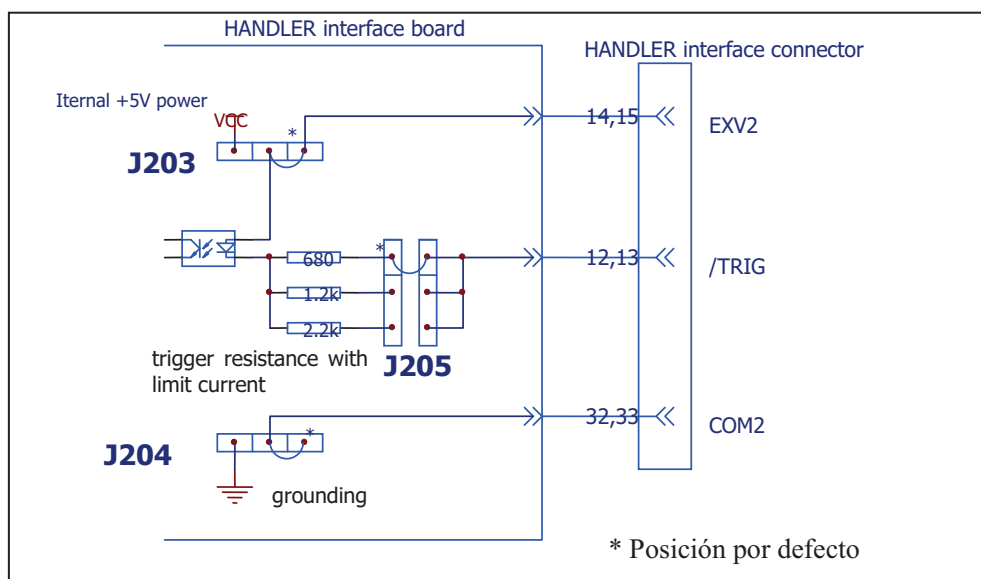 HANDLER interface board
HANDLER interface connector
Iternal +5V power
VCC
*
J203
14,15
EXV2
680
*
12,13
/TRIG
1.2k
2.2k
trigger resistance with
limit current
J205
32,33
COM2
*
J204
grounding
* Posición por defecto